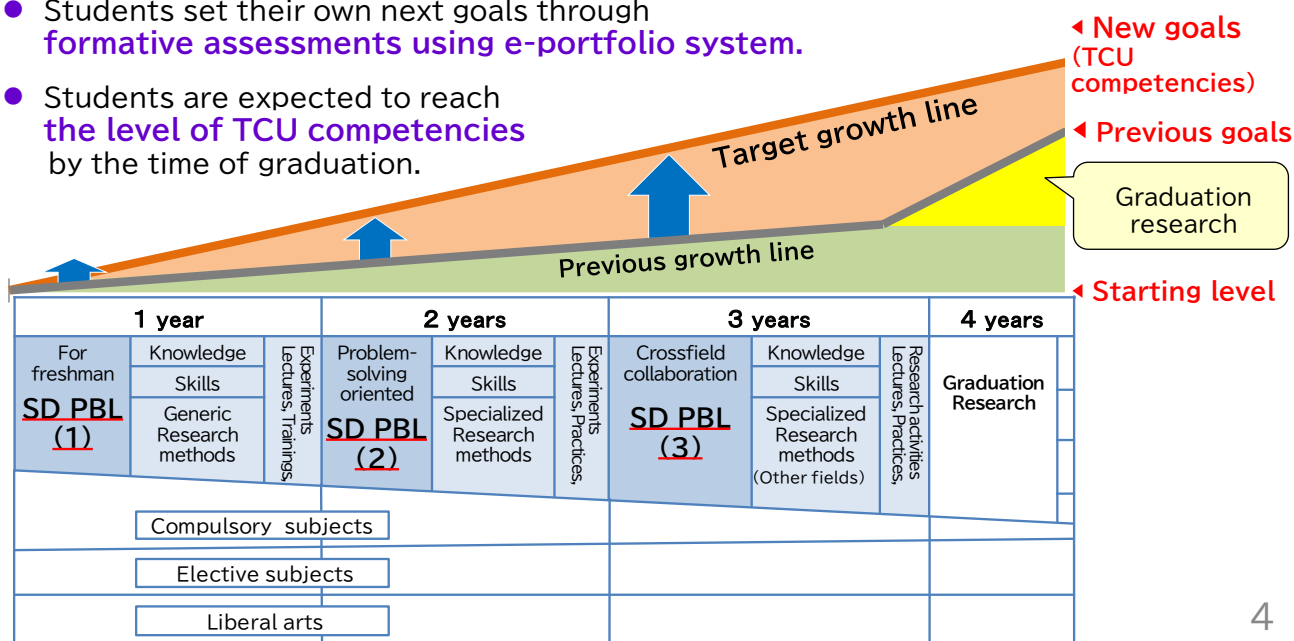 ● Students set their own next goals through
formative assessments using e-portfolio system.
● Students are expected to reach
the level of TCU competencies
by the time of graduation.
New goals
(TCU
competencies)
Previous goals
Target growth line
Graduation
research
Previous growth line
Starting level
1 year
2 years
3 years
4 years
For
freshman
SD PBL
(1)
Knowledge
Skills
Generic
Research
methods
Lectures, Trainings,
Experiments
Problem-
solving
oriented
SD PBL
(2)
Knowledge
Skills
Specialized
Research
methods
Lectures, Practices,
Experiments
Crossfield
collaboration
SD PBL
(3)
Knowledge
Skills
Specialized
Research
methods
(Other fields)
Lectures, Practices,
Research activities
Graduation
Research
Compulsory subjects
Elective subjects
Liberal arts
4